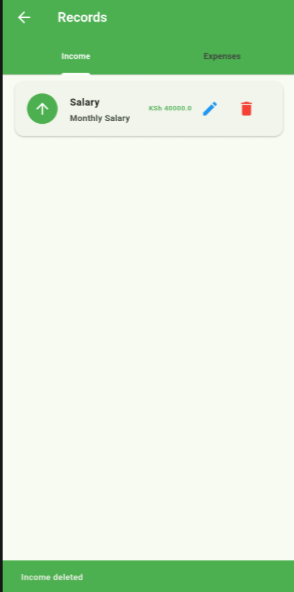 Records
Income
Expenses
Salary
KSh 40000.0
Monthly Salary
Income deleted